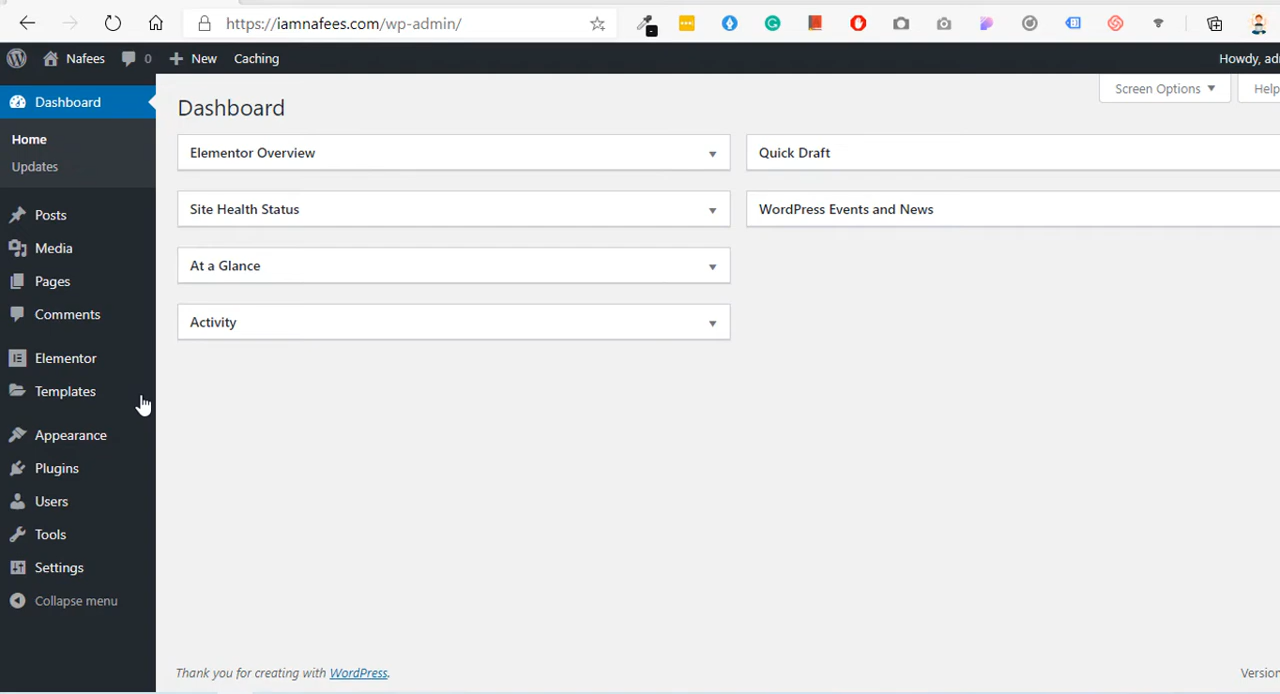 https://iamnafees.com/wp-admin/
Nafees
0
New
Caching
Howdy, ad
Dashboard
Home
Updates
Posts
Media
Pages
Comments
Elementor
Templates
Appearance
Plugins
Users
Tools
Settings
Collapse menu
Screen Options
Help
Dashboard
Elementor Overview
Quick Draft
Site Health Status
WordPress Events and News
At a Glance
Activity
Thank you for creating with WordPress.
Version